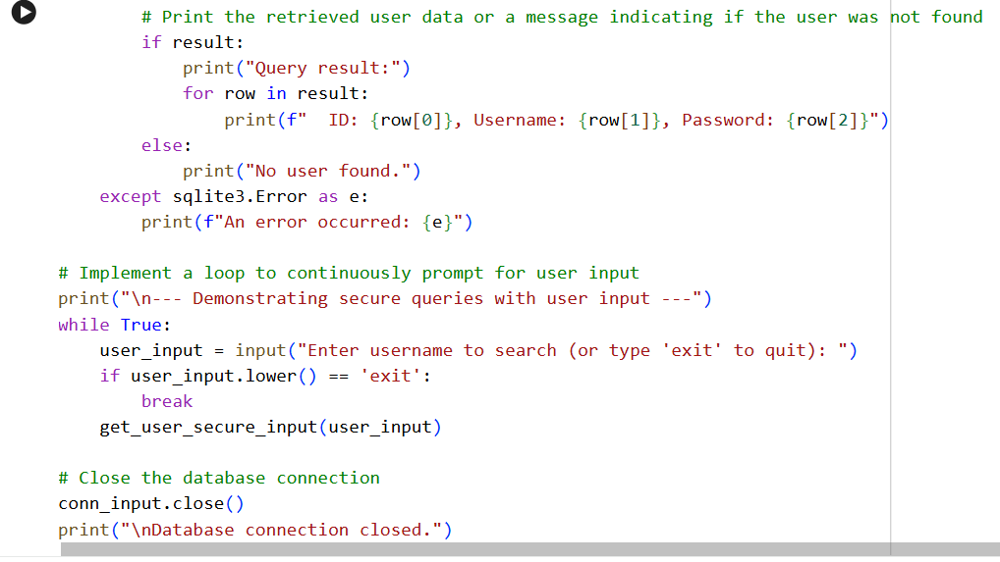 # Print the retrieved user data or a message indicating if the user was not found
        if result:
            print("Query result:")
            for row in result:
                print(f"  ID: {row[0]}, Username: {row[1]}, Password: {row[2]}")
        else:
            print("No user found.")
    except sqlite3.Error as e:
        print(f"An error occurred: {e}")

# Implement a loop to continuously prompt for user input
print("\n--- Demonstrating secure queries with user input ---")
while True:
    user_input = input("Enter username to search (or type 'exit' to quit): ")
    if user_input.lower() == 'exit':
        break
    get_user_secure_input(user_input)

# Close the database connection
conn_input.close()
print("\nDatabase connection closed.")